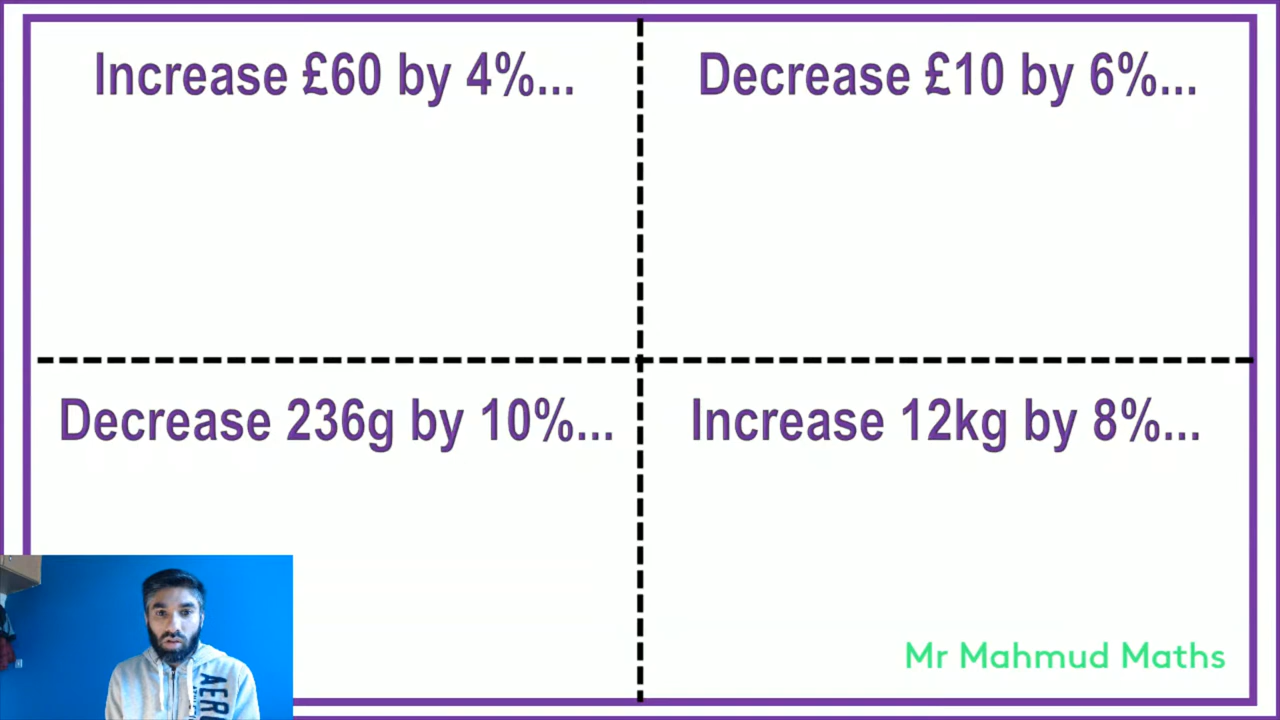 Increase £60 by 4%...
Decrease £10 by 6%...
Decrease 236g by 10%...
Increase 12kg by 8%...
Mr Mahmud Maths
AERO